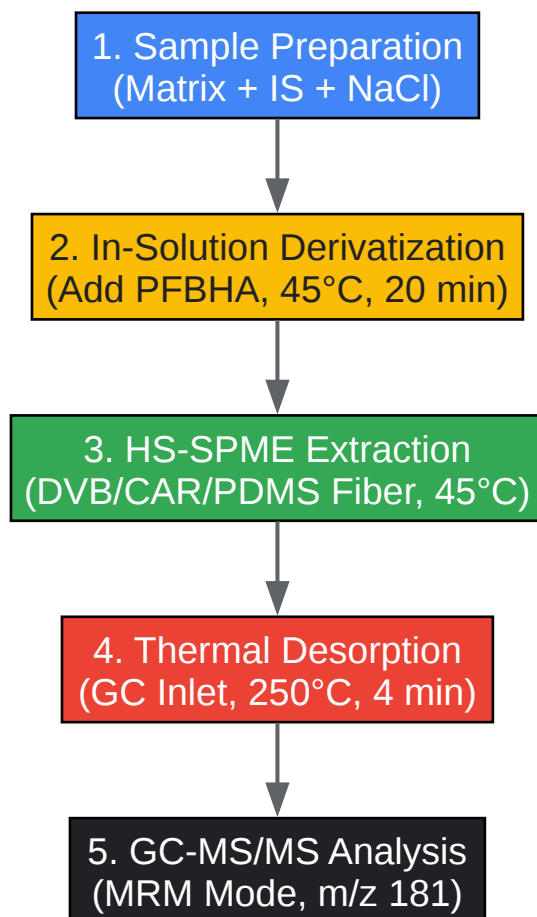 1. Sample Preparation
(Matrix + IS + NaCl)
2. In-Solution Derivatization
(Add PFBHA, 45°C, 20 min)
3. HS-SPME Extraction
(DVB/CAR/PDMS Fiber, 45°C)
4. Thermal Desorption
(GC Inlet, 250°C, 4 min)
5. GC-MS/MS Analysis
(MRM Mode, m/z 181)